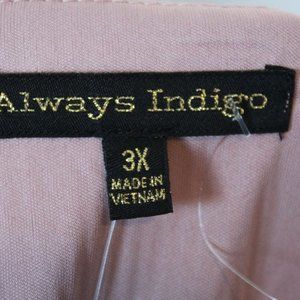 Always Indigo
3X
MADE IN
VIETNAM